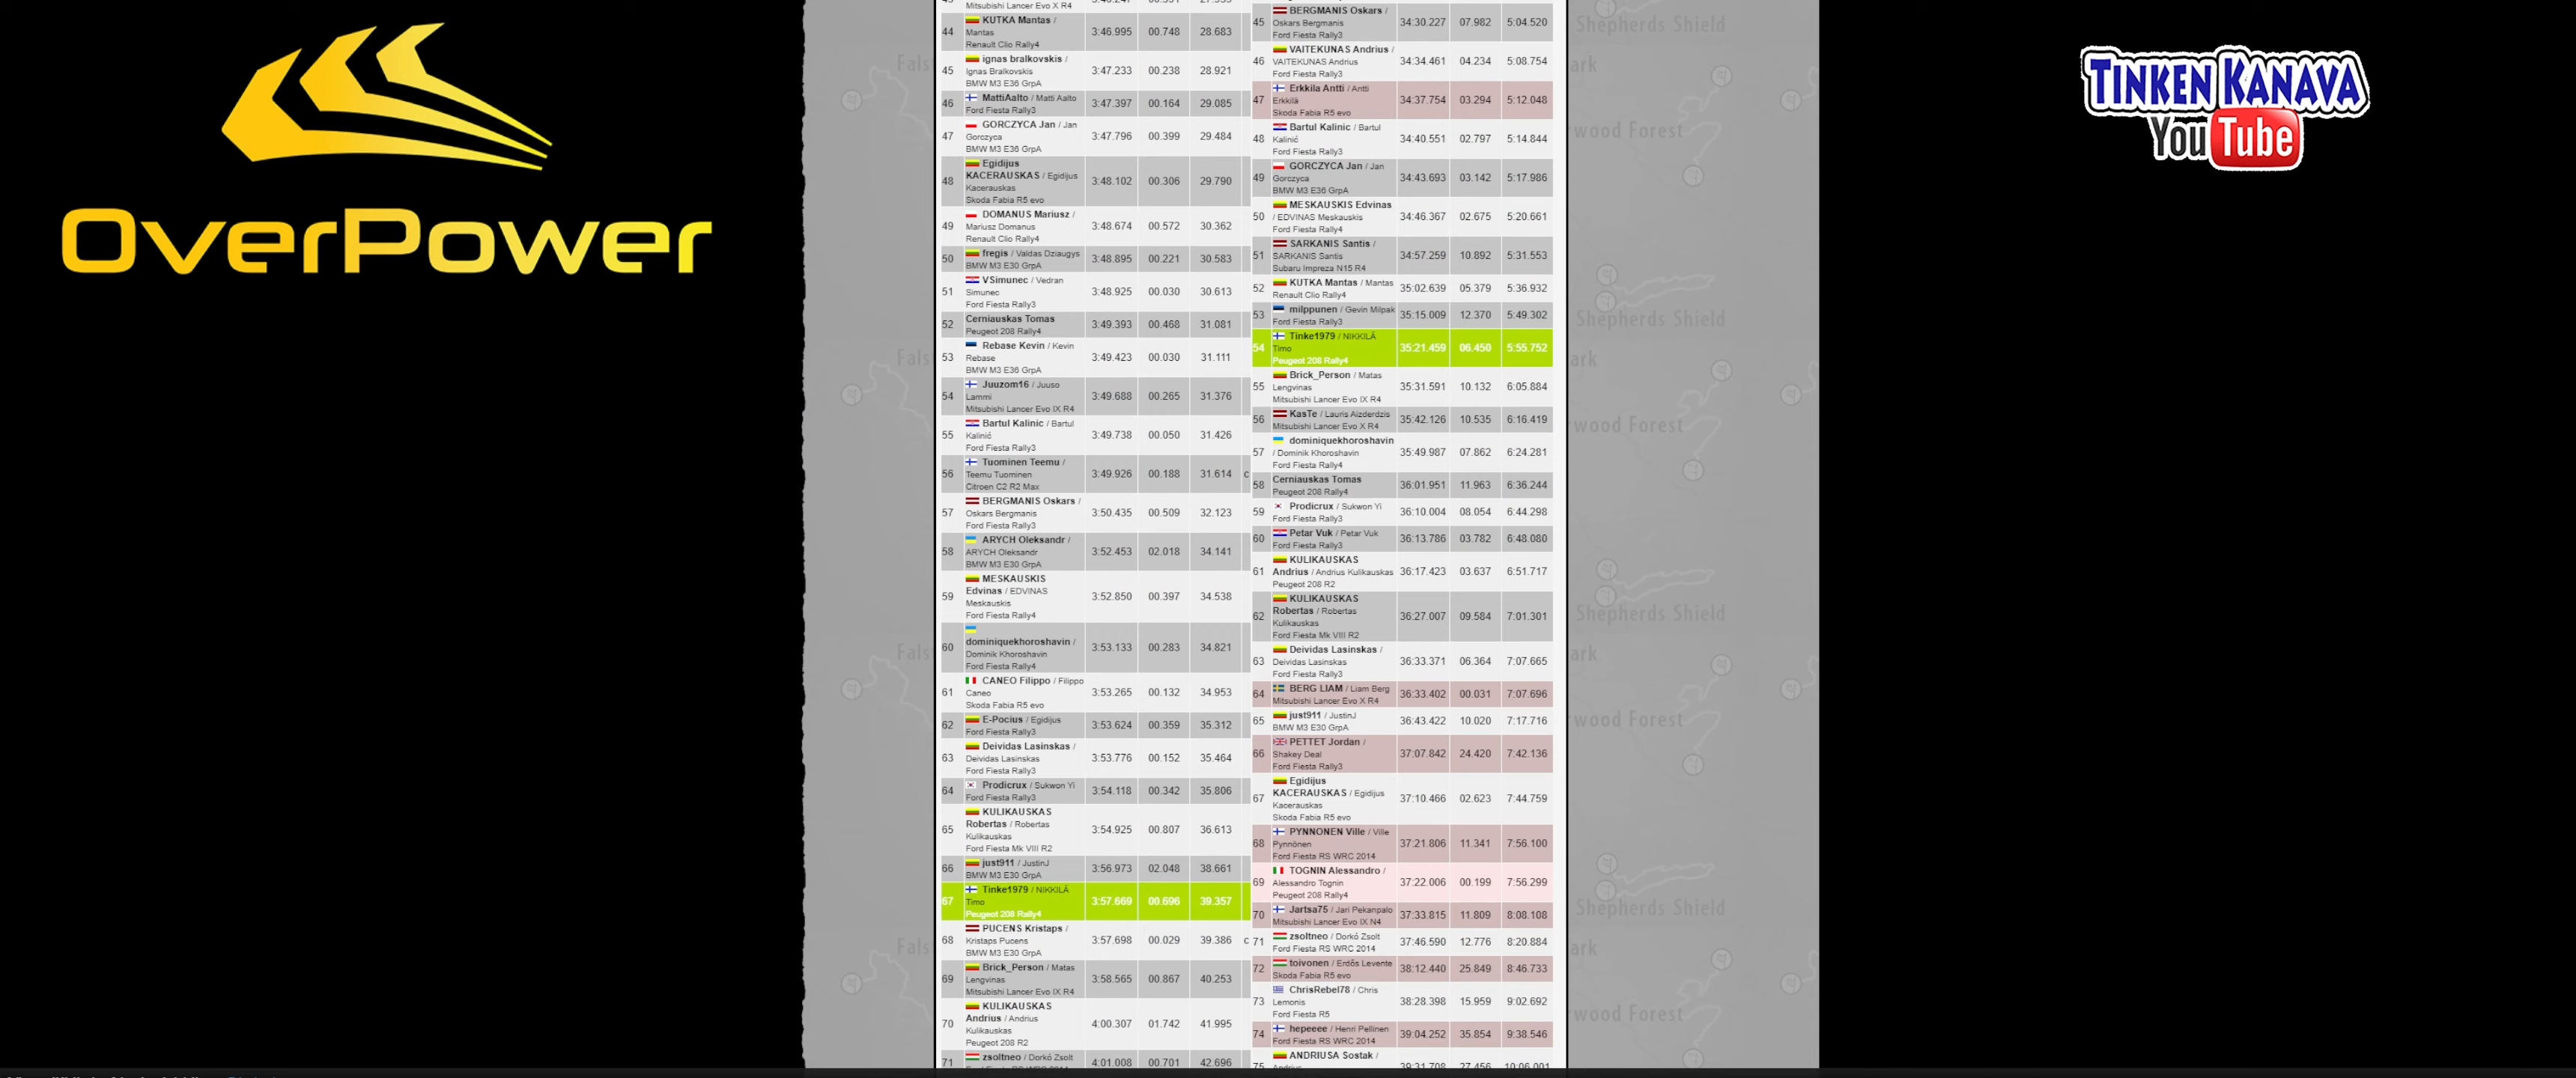 OverPower
TINKEN KANAVA
YouTube
Mitsubishi Lancer Evo X R4
44 KUTKA Mantas / 3:46.995 00.748 28.683
Mantas
Renault Clio Rally4
45 ignas bralkovskis / 3:47.233 00.238 28.921
Ignas Bralkovskis
BMW M3 E36 GrpA
46 MattiAalto / Matti Aalto 3:47.397 00.164 29.085
Ford Fiesta Rally3
47 GORCZYCA Jan / Jan 3:47.796 00.399 29.484
Gorczyca
BMW M3 E36 GrpA
48 Egidijus 3:48.102 00.306 29.790
KACERAUSKAS / Egidijus
Kacerauskas
Skoda Fabia R5 evo
49 DOMANUS Mariusz / 3:48.674 00.572 30.362
Mariusz Domanus
Renault Clio Rally4
50 fregis / Valdas Dziaugys 3:48.895 00.221 30.583
BMW M3 E30 GrpA
51 VSimunec / Vedran 3:48.925 00.030 30.613
Simunec
Ford Fiesta Rally3
52 Cerniauskas Tomas 3:49.393 00.468 31.081
Peugeot 208 Rally4
53 Rebase Kevin / Kevin 3:49.423 00.030 31.111
Rebase
BMW M3 E36 GrpA
54 Juuzom16 / Juuso 3:49.688 00.265 31.376
Lammi
Mitsubishi Lancer Evo IX R4
55 Bartul Kalinic / Bartul 3:49.738 00.050 31.426
Kalinić
Ford Fiesta Rally3
56 Tuominen Teemu / 3:49.926 00.188 31.614 c
Teemu Tuominen
Citroen C2 R2 Max
57 BERGMANIS Oskars / 3:50.435 00.509 32.123
Oskars Bergmanis
Ford Fiesta Rally3
58 ARYCH Oleksandr / 3:52.453 02.018 34.141
ARYCH Oleksandr
BMW M3 E30 GrpA
59 MESKAUSKIS 3:52.850 00.397 34.538
Edvinas / EDVINAS
Meskauskis
Ford Fiesta Rally4
60 dominiquekhoroshavin / 3:53.133 00.283 34.821
Dominik Khoroshavin
Ford Fiesta Rally4
61 CANEO Filippo / Filippo 3:53.265 00.132 34.953
Caneo
Skoda Fabia R5 evo
62 E-Pocius / Egidijus 3:53.624 00.359 35.312
Ford Fiesta Rally3
63 Deividas Lasinskas / 3:53.776 00.152 35.464
Deividas Lasinskas
Ford Fiesta Rally3
64 Prodicrux / Sukwon Yi 3:54.118 00.342 35.806
Ford Fiesta Rally3
65 KULIKAUSKAS 3:54.925 00.807 36.613
Robertas / Robertas
Kulikauskas
Ford Fiesta Mk VIII R2
66 just911 / JustinJ 3:56.973 02.048 38.661
BMW M3 E30 GrpA
67 Tinke1979 / NIKKILÄ 3:57.669 00.696 39.357
Timo
Peugeot 208 Rally4
68 PUCENS Kristaps / 3:57.698 00.029 39.386 c
Kristaps Pucens
BMW M3 E30 GrpA
69 Brick_Person / Matas 3:58.565 00.867 40.253
Lengvinas
Mitsubishi Lancer Evo IX R4
70 KULIKAUSKAS 4:00.307 01.742 41.995
Andrius / Andrius
Kulikauskas
Peugeot 208 R2
71 zsoltneo / Dorkó Zsolt 4:01.008 00.701 42.696
45 BERGMANIS Oskars / 34:30.227 07.982 5:04.520
Oskars Bergmanis
Ford Fiesta Rally3
46 VAITEKUNAS Andrius / 34:34.461 04.234 5:08.754
VAITEKUNAS Andrius
Ford Fiesta Rally3
47 Erkkila Antti / Antti 34:37.754 03.294 5:12.048
Erkkilä
Skoda Fabia R5 evo
48 Bartul Kalinic / Bartul 34:40.551 02.797 5:14.844
Kalinić
Ford Fiesta Rally3
49 GORCZYCA Jan / Jan 34:43.693 03.142 5:17.986
Gorczyca
BMW M3 E36 GrpA
50 MESKAUSKIS Edvinas 34:46.367 02.675 5:20.661
/ EDVINAS Meskauskis
Ford Fiesta Rally4
51 SARKANIS Santis / 34:57.259 10.892 5:31.553
SARKANIS Santis
Subaru Impreza N15 R4
52 KUTKA Mantas / Mantas 35:02.639 05.379 5:36.932
Renault Clio Rally4
53 milppunen / Gevin Milpak 35:15.009 12.370 5:49.302
Ford Fiesta Rally3
54 Tinke1979 / NIKKILÄ 35:21.459 06.450 5:55.752
Timo
Peugeot 208 Rally4
55 Brick_Person / Matas 35:31.591 10.132 6:05.884
Lengvinas
Mitsubishi Lancer Evo IX R4
56 KasTe / Lauris Aizderdzis 35:42.126 10.535 6:16.419
Mitsubishi Lancer Evo X R4
57 dominiquekhoroshavin 35:49.987 07.862 6:24.281
/ Dominik Khoroshavin
Ford Fiesta Rally4
58 Cerniauskas Tomas 36:01.951 11.963 6:36.244
Peugeot 208 Rally4
59 Prodicrux / Sukwon Yi 36:10.004 08.054 6:44.298
Ford Fiesta Rally3
60 Petar Vuk / Petar Vuk 36:13.786 03.782 6:48.080
Ford Fiesta Rally3
61 KULIKAUSKAS 36:17.423 03.637 6:51.717
Andrius / Andrius Kulikauskas
Peugeot 208 R2
62 KULIKAUSKAS 36:27.007 09.584 7:01.301
Robertas / Robertas
Kulikauskas
Ford Fiesta Mk VIII R2
63 Deividas Lasinskas / 36:33.371 06.364 7:07.665
Deividas Lasinskas
Ford Fiesta Rally3
64 BERG LIAM / Liam Berg 36:33.402 00.031 7:07.696
Mitsubishi Lancer Evo X R4
65 just911 / JustinJ 36:43.422 10.020 7:17.716
BMW M3 E30 GrpA
66 PETTET Jordan / 37:07.842 24.420 7:42.136
Shakey Deal
Ford Fiesta Rally3
67 Egidijus 37:10.466 02.623 7:44.759
KACERAUSKAS / Egidijus
Kacerauskas
Skoda Fabia R5 evo
68 PYNNONEN Ville / Ville 37:21.806 11.341 7:56.100
Pynnönen
Ford Fiesta RS WRC 2014
69 TOGNIN Alessandro / 37:22.006 00.199 7:56.299
Alessandro Tognin
Peugeot 208 Rally4
70 Jartsa75 / Jari Pekanpalo 37:33.815 11.809 8:08.108
Mitsubishi Lancer Evo IX N4
71 zsoltneo / Dorkó Zsolt 37:46.590 12.776 8:20.884
Ford Fiesta RS WRC 2014
72 toivonen / Erdős Levente 38:12.440 25.849 8:46.733
Skoda Fabia R5 evo
73 ChrisRebel78 / Chris 38:28.398 15.959 9:02.692
Lemonis
Ford Fiesta R5
74 hepeeee / Henri Pellinen 39:04.252 35.854 9:38.546
Ford Fiesta RS WRC 2014
75 ANDRIUSA Sostak / 39:31.708 27.456 10:06.001
Shepherds Shield
wood Forest
Shepherds Shield
wood Forest
Shepherds Shield
wood Forest
Shepherds Shield
wood Forest